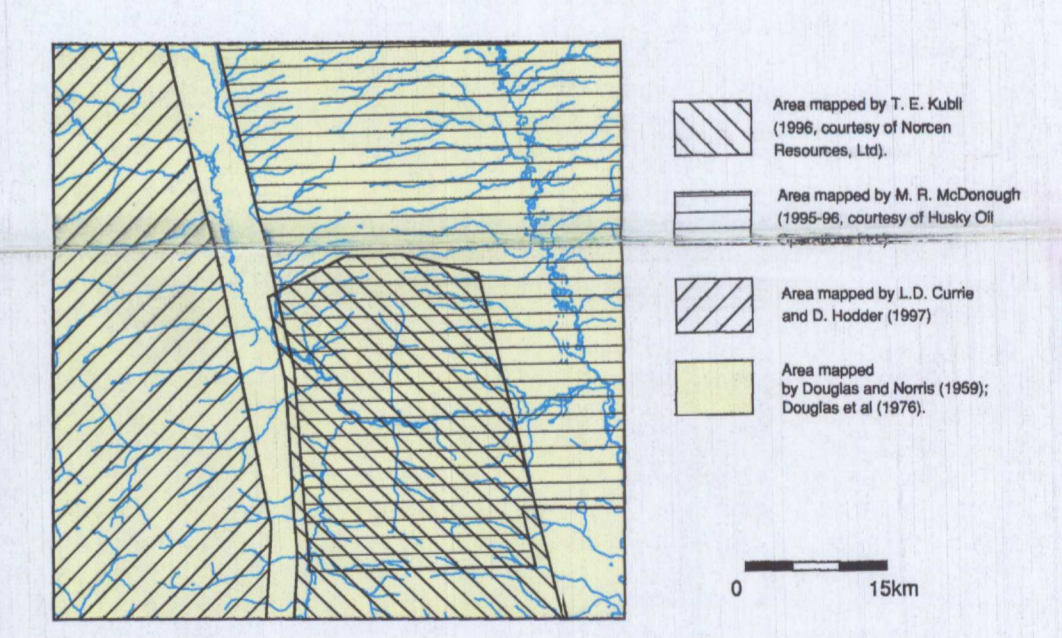 Area mapped by T. E. Kubli
(1996, courtesy of Norcen
Resources, Ltd).
Area mapped by M. R. McDonough
(1995-96, courtesy of Husky Oil
Operations Ltd).
Area mapped by L.D. Currie
and D. Hodder (1997)
Area mapped
by Douglas and Norris (1959);
Douglas et al (1976).
0 15km